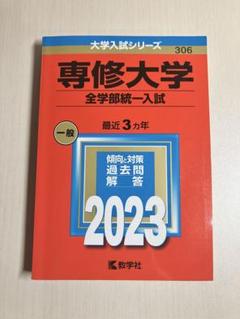 大学入試シリーズ
306
専修大学
全学部統一入試
最近3カ年
一般
傾向と対策
過去問
解答
2023
教学社